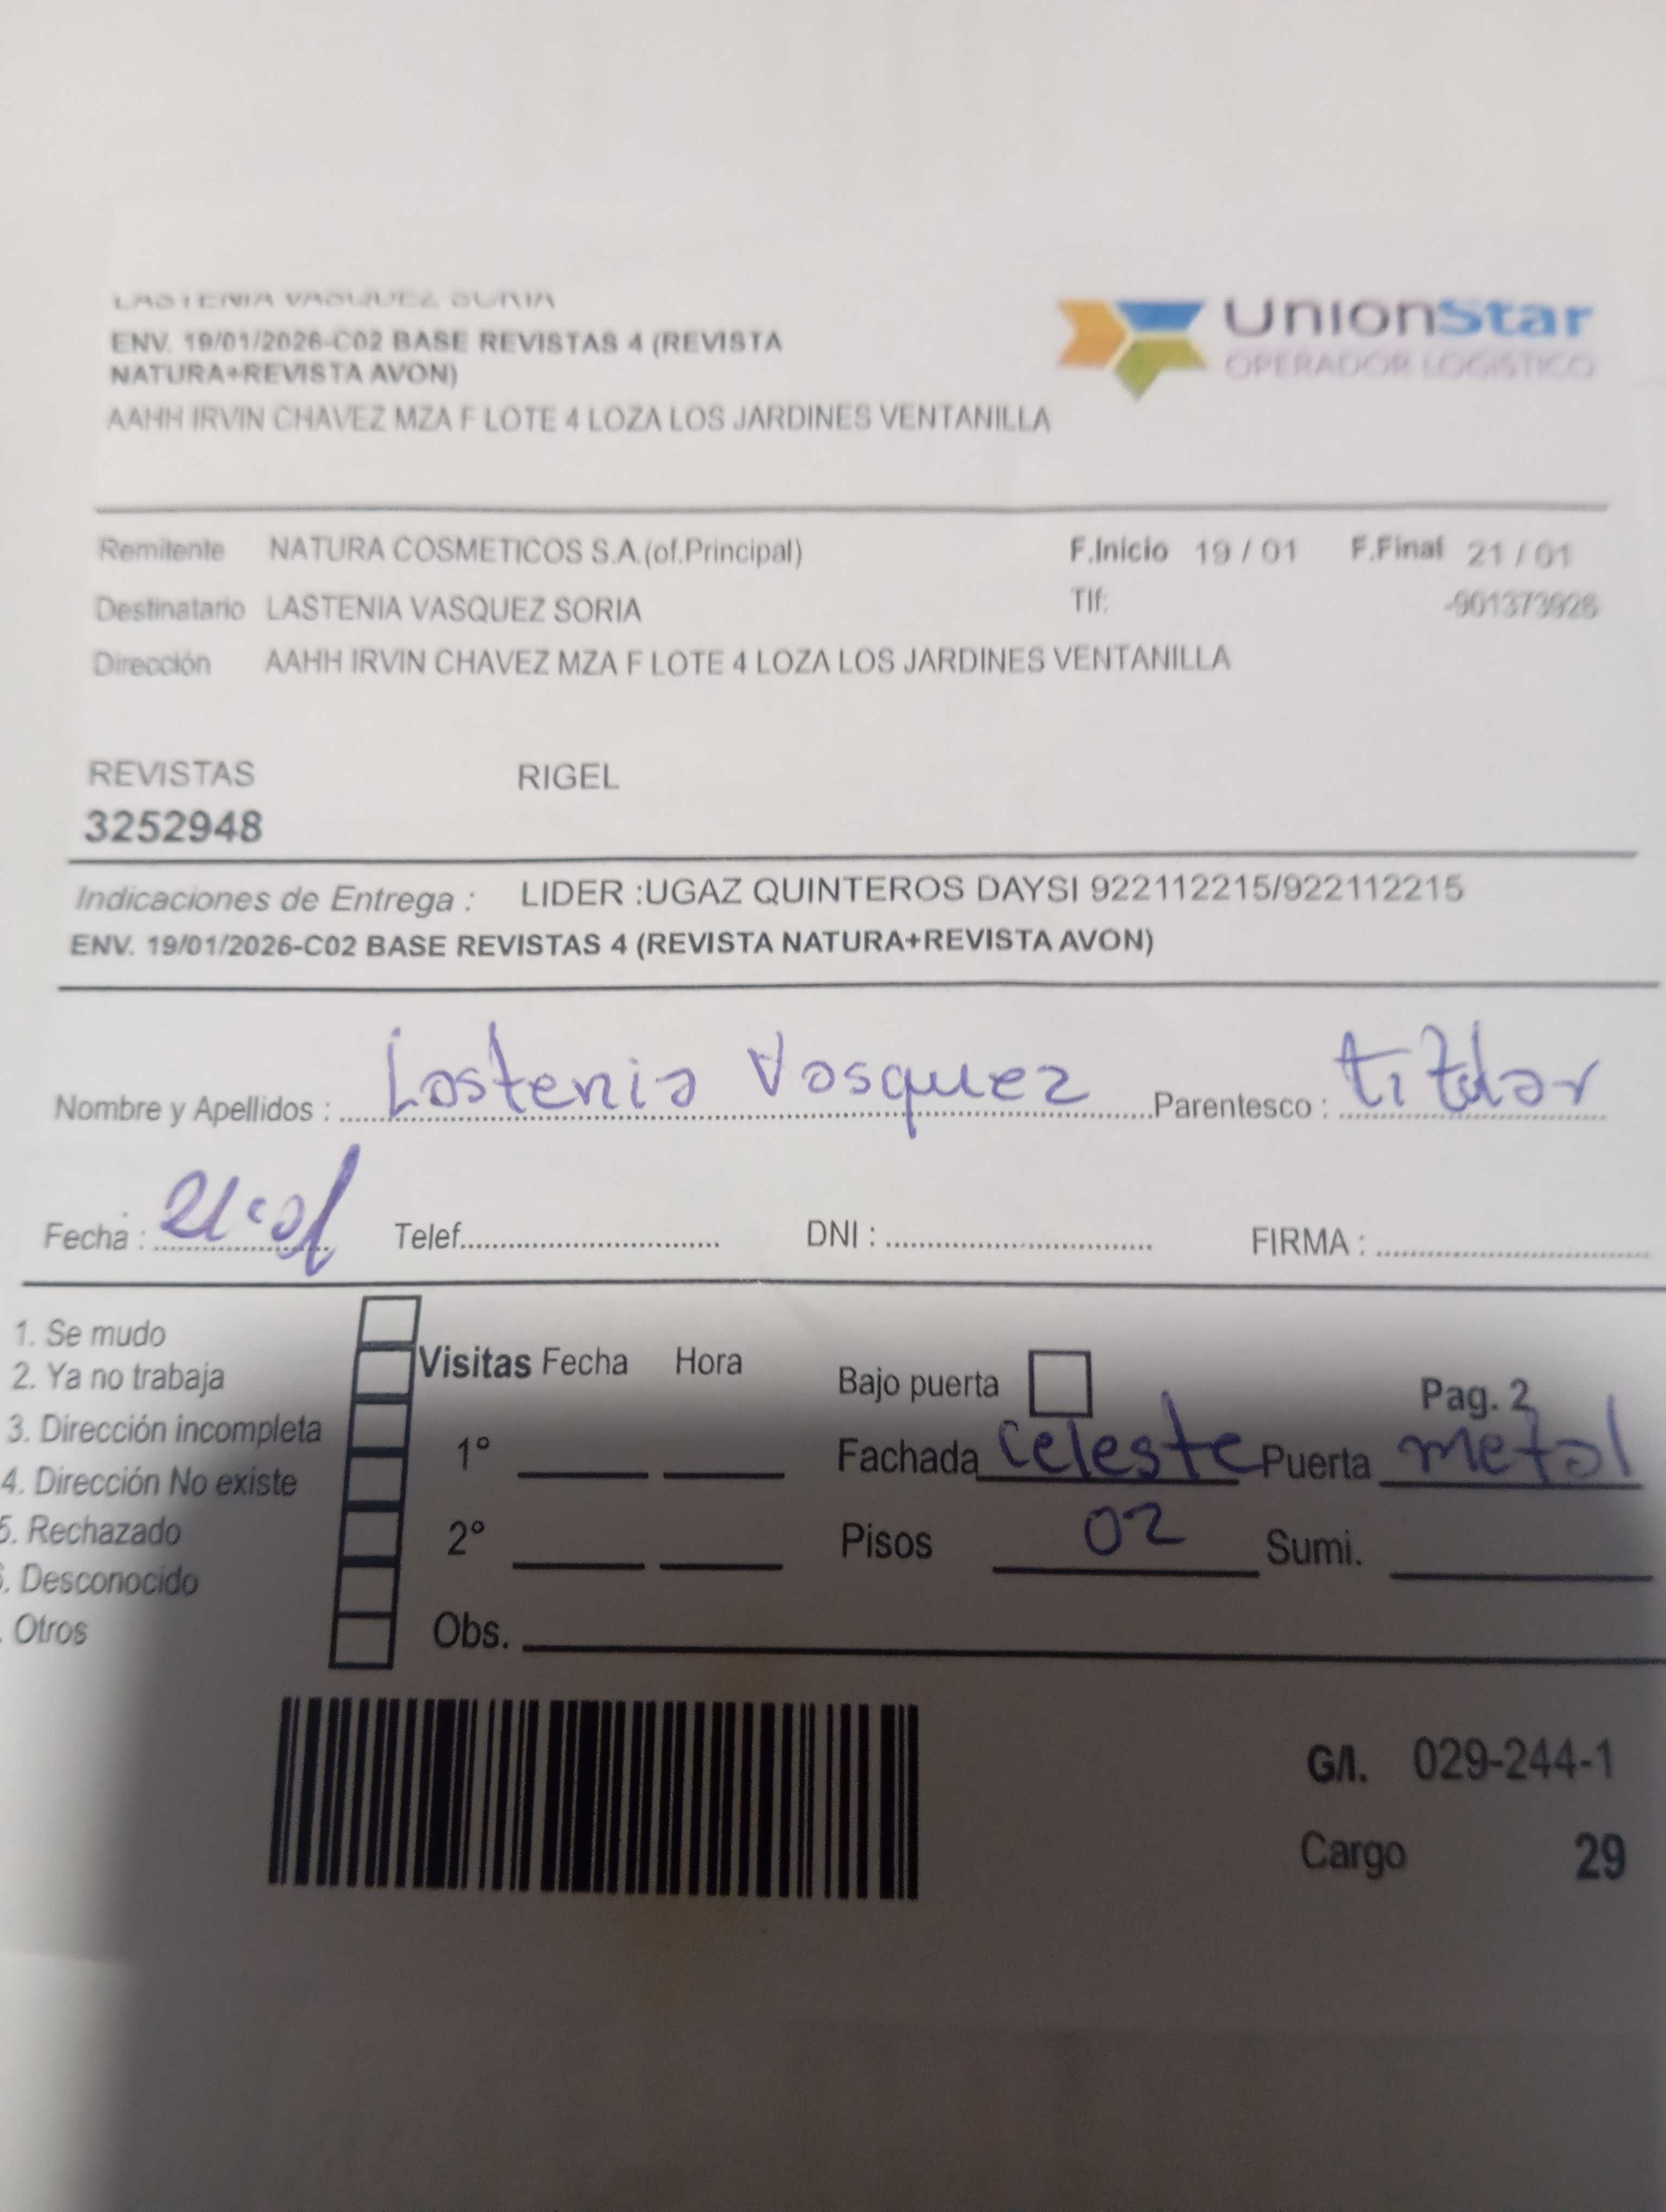 LASTENIA VASQUEZ SORIA
ENV. 19/01/2026-C02 BASE REVISTAS 4 (REVISTA
NATURA+REVISTA AVON)
AAHH IRVIN CHAVEZ MZA F LOTE 4 LOZA LOS JARDINES VENTANILLA
UnionStar
OPERADOR LOGISTICO
Remitente NATURA COSMETICOS S.A.(of.Principal) F.Inicio 19 / 01 F.Final 21 / 01
Destinatario LASTENIA VASQUEZ SORIA Tlf: -901373926
Dirección AAHH IRVIN CHAVEZ MZA F LOTE 4 LOZA LOS JARDINES VENTANILLA
REVISTAS RIGEL
3252948
Indicaciones de Entrega : LIDER :UGAZ QUINTEROS DAYSI 922112215/922112215
ENV. 19/01/2026-C02 BASE REVISTAS 4 (REVISTA NATURA+REVISTA AVON)
Nombre y Apellidos : Lastenia Vasquez Parentesco : titular
Fecha : 21-01 Telef. DNI : FIRMA :
1. Se mudo
2. Ya no trabaja
3. Dirección incompleta
4. Dirección No existe
5. Rechazado
6. Desconocido
. Otros
Visitas Fecha Hora
1°
2°
Obs.
Bajo puerta Pag. 2
Fachada celeste Puerta metal
Pisos 02 Sumi.
G/I. 029-244-1
Cargo 29